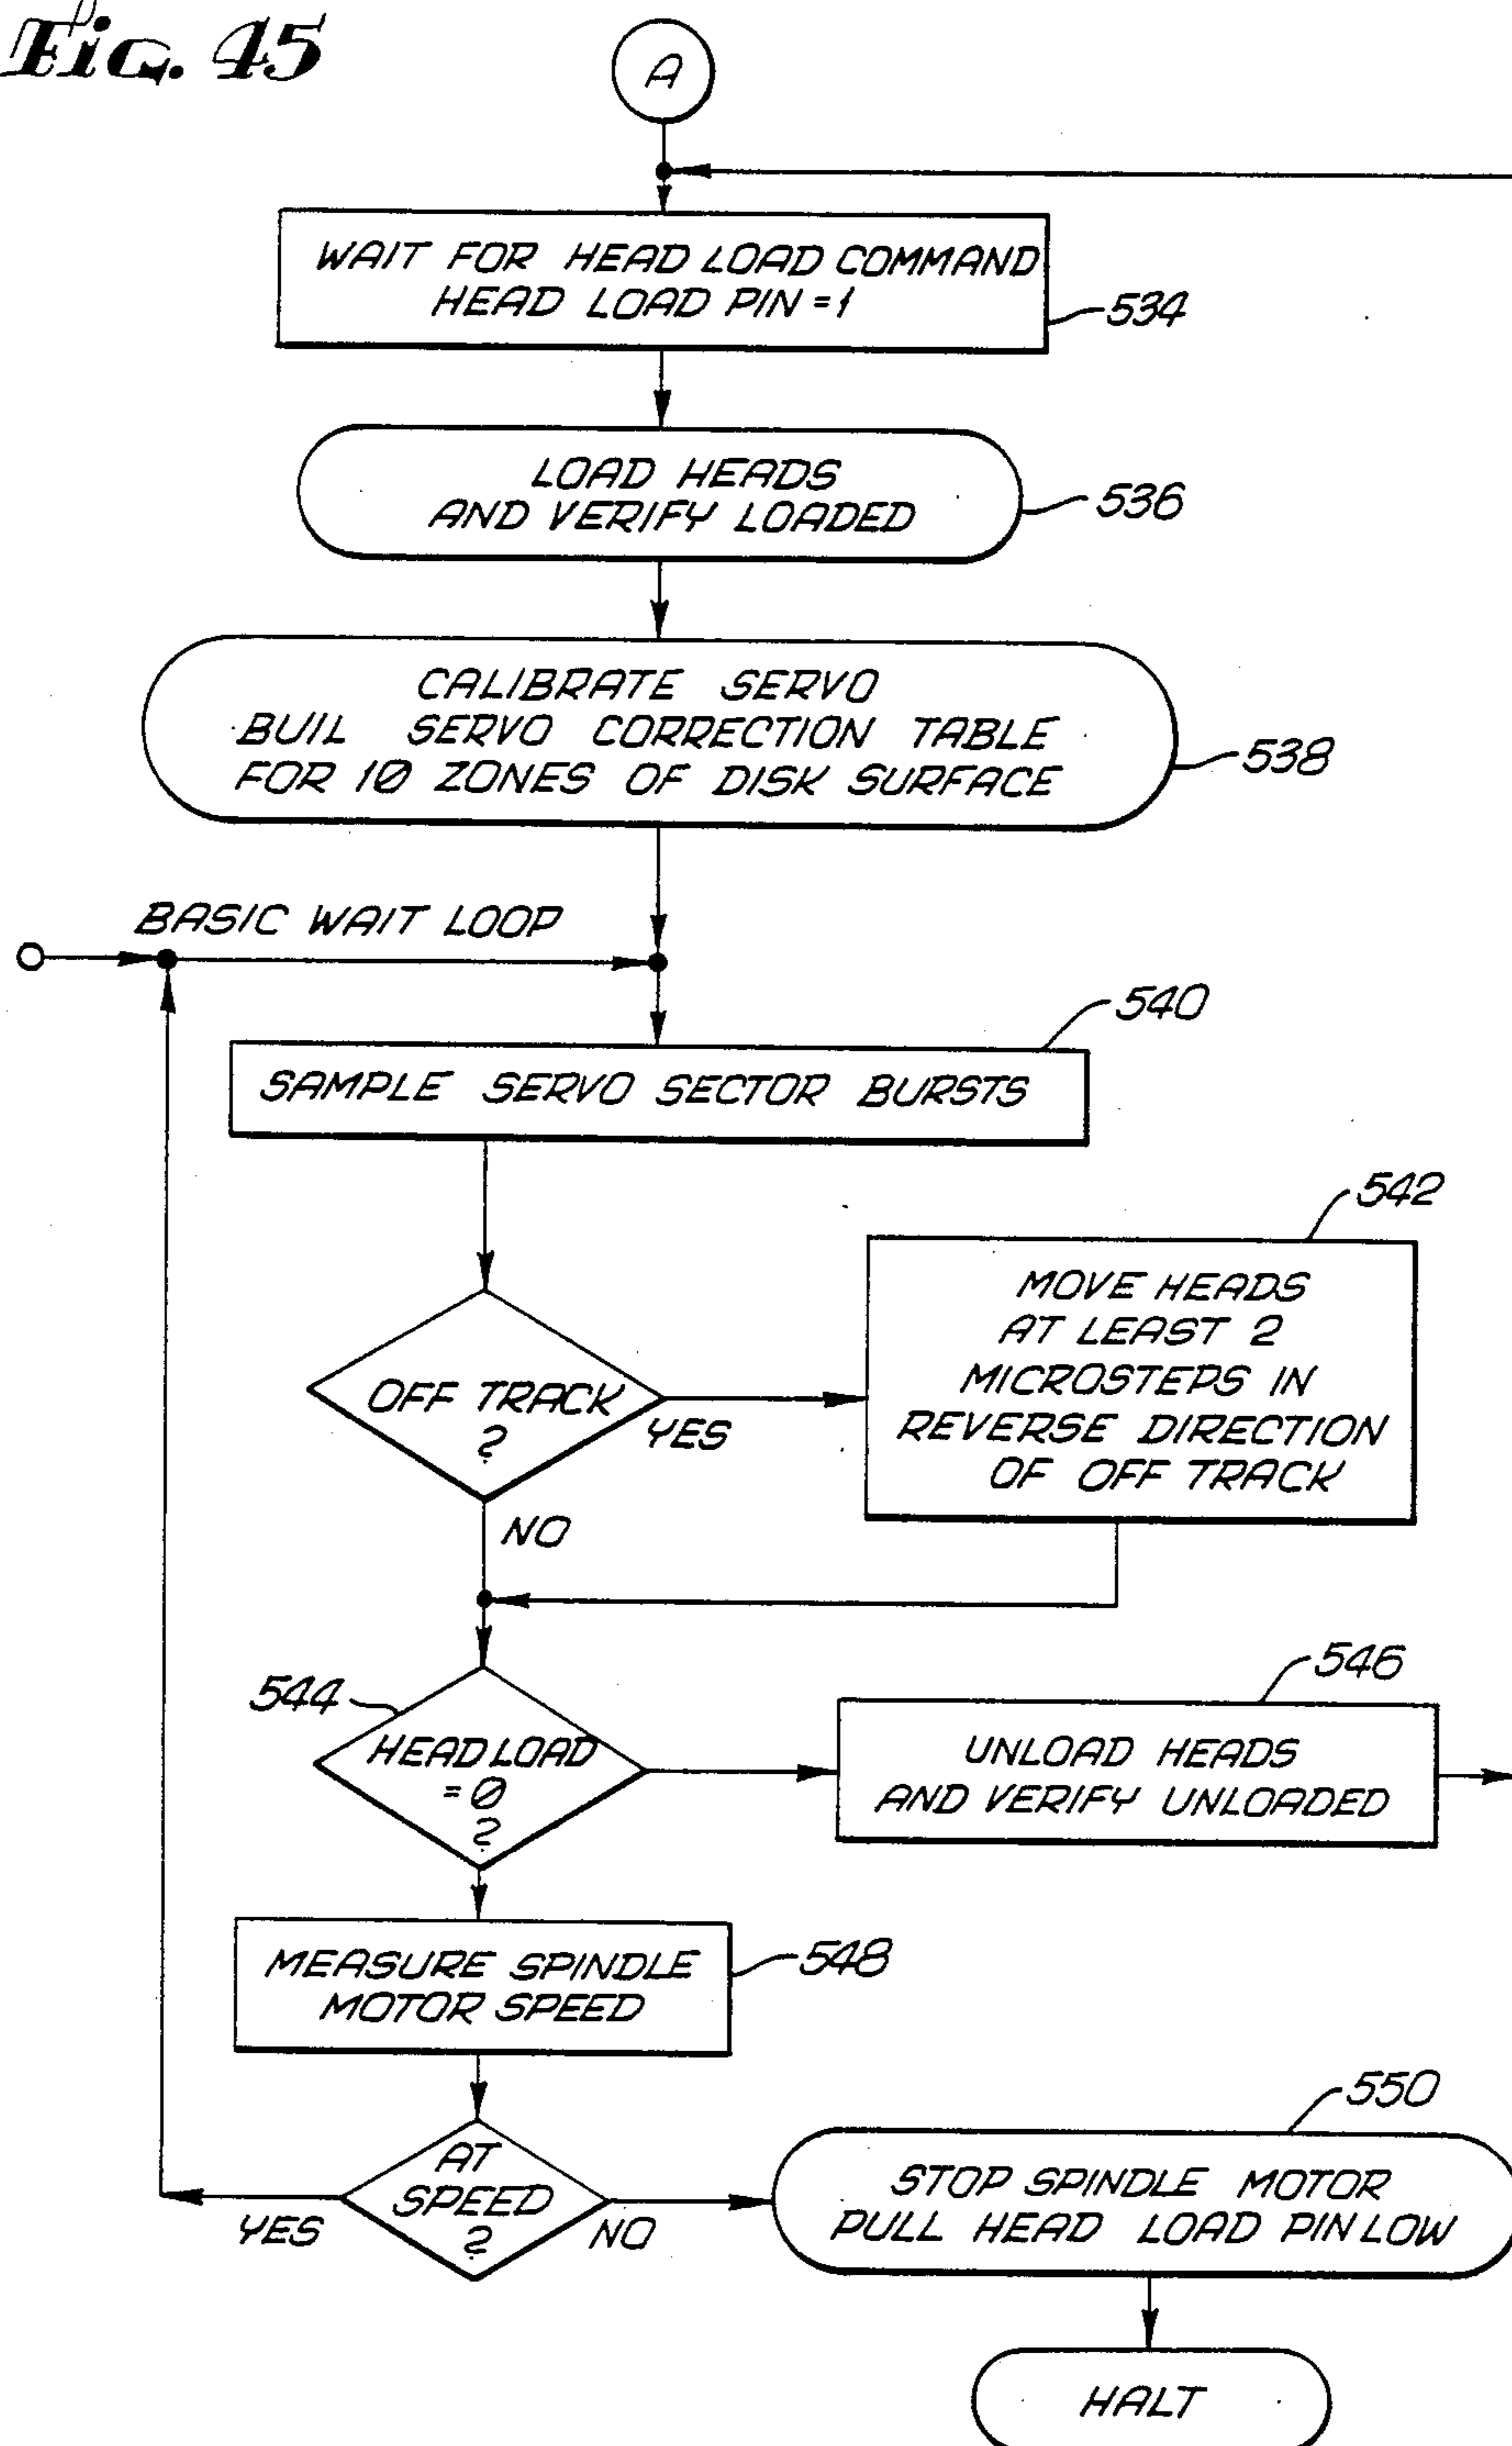 Fig. 45
A
WAIT FOR HEAD LOAD COMMAND
HEAD LOAD PIN = 1
534
LOAD HEADS
AND VERIFY LOADED
536
CALIBRATE SERVO
BUIL SERVO CORRECTION TABLE
FOR 10 ZONES OF DISK SURFACE
538
BASIC WAIT LOOP
540
SAMPLE SERVO SECTOR BURSTS
542
MOVE HEADS
AT LEAST 2
MICROSTEPS IN
REVERSE DIRECTION
OF OFF TRACK
OFF TRACK
?
YES
NO
544
HEAD LOAD
= 0
?
546
UNLOAD HEADS
AND VERIFY UNLOADED
MEASURE SPINDLE
MOTOR SPEED
548
AT
SPEED
?
YES
NO
550
STOP SPINDLE MOTOR
PULL HEAD LOAD PIN LOW
HALT